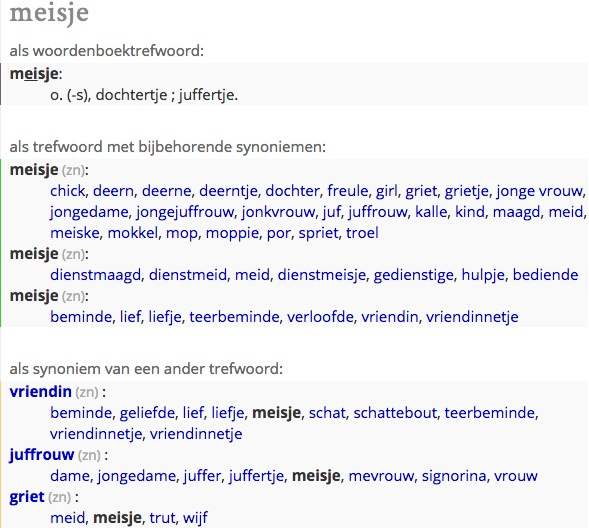 meisje
als woordenboektrefwoord:
meisje:
o. (-s), dochtertje ; juffertje.
als trefwoord met bijbehorende synoniemen:
meisje (zn):
chick, deern, deerne, deerntje, dochter, freule, girl, griet, grietje, jonge vrouw,
jongedame, jongejuffrouw, jonkvrouw, juf, juffrouw, kalle, kind, maagd, meid,
meiske, mokkel, mop, moppie, por, spriet, troel
meisje (zn):
dienstmaagd, dienstmeid, meid, dienstmeisje, gedienstige, hulpje, bediende
meisje (zn):
beminde, lief, liefje, teerbeminde, verloofde, vriendin, vriendinnetje
als synoniem van een ander trefwoord:
vriendin (zn) :
beminde, geliefde, lief, liefje, meisje, schat, schattebout, teerbeminde,
vriendinnetje, vriendinnetje
juffrouw (zn) :
dame, jongedame, juffer, juffertje, meisje, mevrouw, signorina, vrouw
griet (zn) :
meid, meisje, trut, wijf